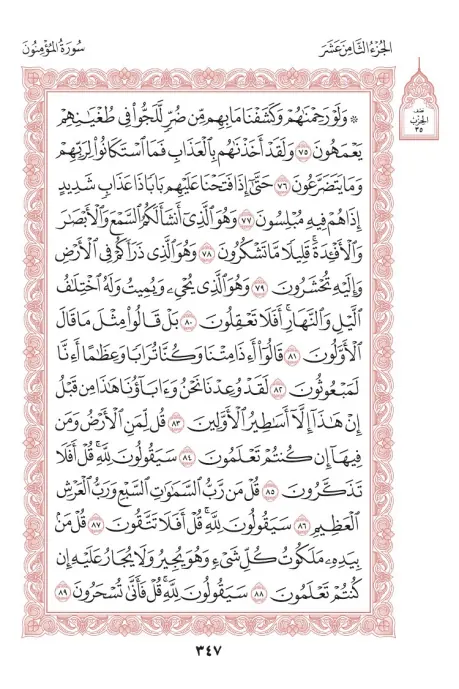 الجزء الثامن عشر
سورة المؤمنون
نصف
الحزب
٣٥
۞ وَلَوْ رَحِمْنَٰهُمْ وَكَشَفْنَا مَا بِهِم مِّن ضُرٍّ لَّلَجُّوا۟ فِى طُغْيَٰنِهِمْ
يَعْمَهُونَ ٧٥ وَلَقَدْ أَخَذْنَٰهُم بِٱلْعَذَابِ فَمَا ٱسْتَكَانُوا۟ لِرَبِّهِمْ
وَمَا يَتَضَرَّعُونَ ٧٦ حَتَّىٰٓ إِذَا فَتَحْنَا عَلَيْهِم بَابًا ذَا عَذَابٍ شَدِيدٍ
إِذَا هُمْ فِيهِ مُبْلِسُونَ ٧٧ وَهُوَ ٱلَّذِىٓ أَنشَأَ لَكُمُ ٱلسَّمْعَ وَٱلْأَبْصَٰرَ
وَٱلْأَفْـِٔدَةَ ۚ قَلِيلًا مَّا تَشْكُرُونَ ٧٨ وَهُوَ ٱلَّذِى ذَرَأَكُمْ فِى ٱلْأَرْضِ
وَإِلَيْهِ تُحْشَرُونَ ٧٩ وَهُوَ ٱلَّذِى يُحْىِۦ وَيُمِيتُ وَلَهُ ٱخْتِلَٰفُ
ٱلَّيْلِ وَٱلنَّهَارِ ۚ أَفَلَا تَعْقِلُونَ ٨٠ بَلْ قَالُوا۟ مِثْلَ مَا قَالَ
ٱلْأَوَّلُونَ ٨١ قَالُوٓا۟ أَءِذَا مِتْنَا وَكُنَّا تُرَابًا وَعِظَٰمًا أَءِنَّا
لَمَبْعُوثُونَ ٨٢ لَقَدْ وُعِدْنَا نَحْنُ وَءَابَآؤُنَا هَٰذَا مِن قَبْلُ
إِنْ هَٰذَآ إِلَّآ أَسَٰطِيرُ ٱلْأَوَّلِينَ ٨٣ قُل لِّمَنِ ٱلْأَرْضُ وَمَن
فِيهَآ إِن كُنتُمْ تَعْلَمُونَ ٨٤ سَيَقُولُونَ لِلَّهِ ۚ قُلْ أَفَلَا
تَذَكَّرُونَ ٨٥ قُلْ مَن رَّبُّ ٱلسَّمَٰوَٰتِ ٱلسَّبْعِ وَرَبُّ ٱلْعَرْشِ
ٱلْعَظِيمِ ٨٦ سَيَقُولُونَ لِلَّهِ ۚ قُلْ أَفَلَا تَتَّقُونَ ٨٧ قُلْ مَنۢ
بِيَدِهِۦ مَلَكُوتُ كُلِّ شَىْءٍ وَهُوَ يُجِيرُ وَلَا يُجَارُ عَلَيْهِ إِن
كُنتُمْ تَعْلَمُونَ ٨٨ سَيَقُولُونَ لِلَّهِ ۚ قُلْ فَأَنَّىٰ تُسْحَرُونَ ٨٩
٣٤٧